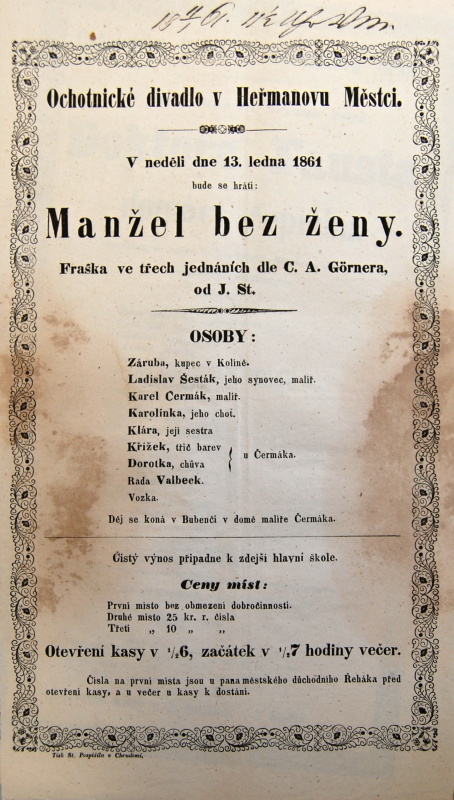 Ochotnické divadlo v Heřmanovu Městci.
V neděli dne 13. ledna 1861
bude se hráti:
Manžel bez ženy.
Fraška ve třech jednáních dle C. A. Görnera,
od J. St.
OSOBY:
Záruba, kupec v Kolíně.
Ladislav Šesták, jeho synovec, malíř.
Karel Čermák, malíř.
Karolinka, jeho choť.
Klára, její sestra
Křížek, třič barev
u Čermáka.
Dorotka, chůva
Rada Valbeek.
Vozka.
Děj se koná v Bubenči v domě malíře Čermáka.
Čistý výnos připadne k zdejší hlavní škole.
Ceny míst:
První místo bez obmezení dobročinnosti.
Druhé místo 25 kr. r. čísla
Třetí „ 10 „ „
Otevření kasy v ½6, začátek v ½7 hodiny večer.
Čísla na první místa jsou u pana městského důchodního Řeháka před
otevření kasy, a u večer u kasy k dostání.
Tisk St. Pospíšila v Chrudimi.